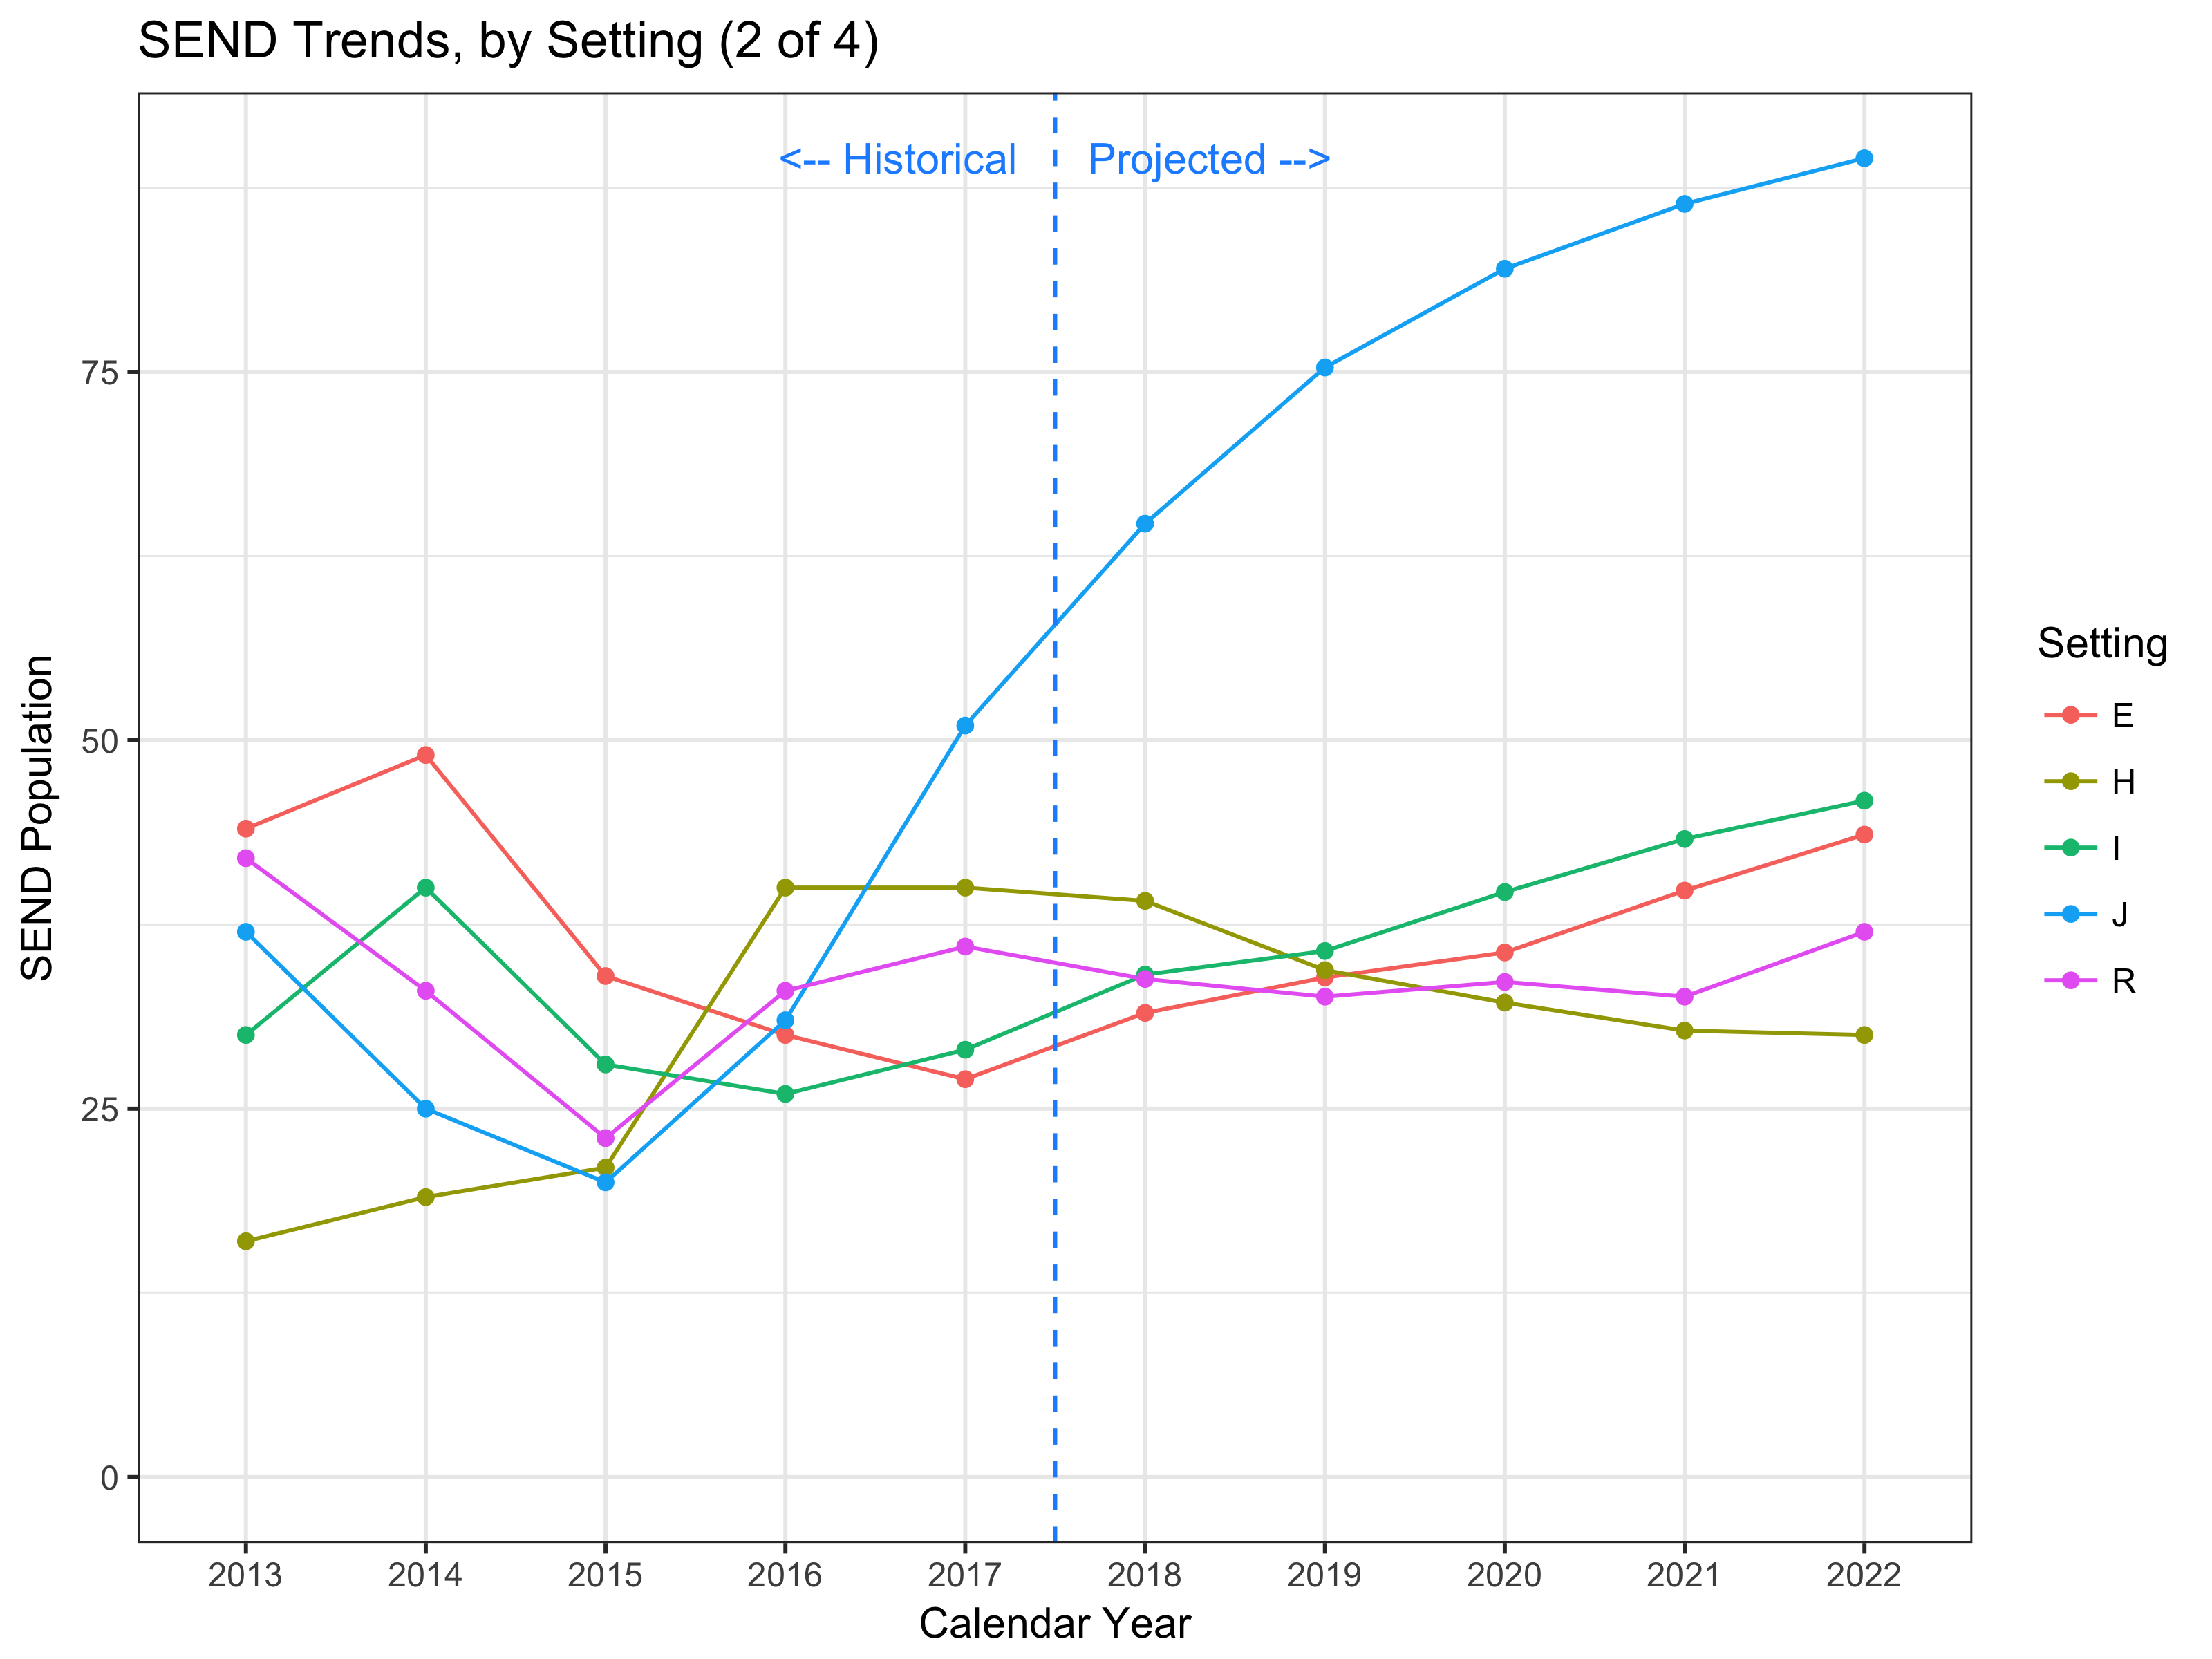 SEND Trends, by Setting (2 of 4)
<-- Historical
Projected -->
75
50
25
0
SEND Population
2013 2014 2015 2016 2017 2018 2019 2020 2021 2022
Calendar Year
Setting
E
H
I
J
R